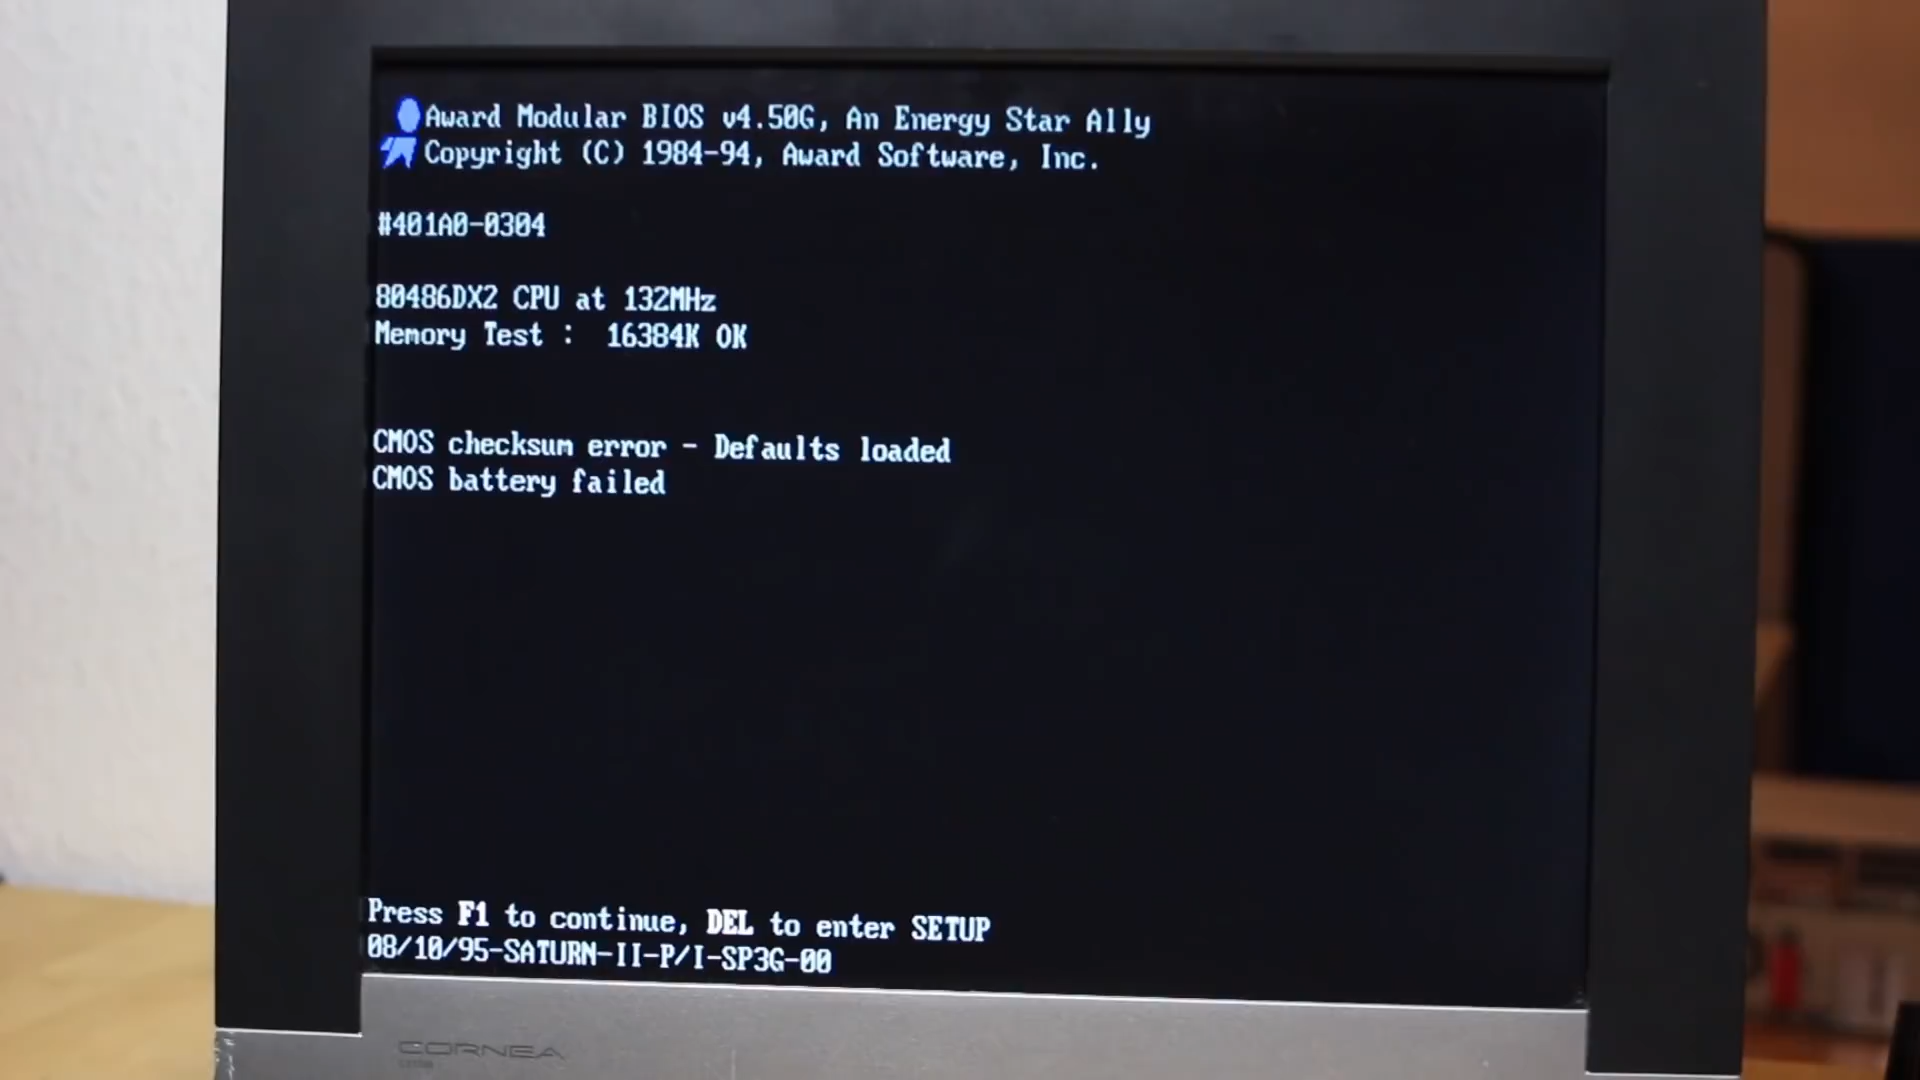 Award Modular BIOS v4.50G, An Energy Star Ally
Copyright (C) 1984-94, Award Software, Inc.
#401A0-0304
80486DX2 CPU at 132MHz
Memory Test :  16384K OK
CMOS checksum error - Defaults loaded
CMOS battery failed
Press F1 to continue, DEL to enter SETUP
08/10/95-SATURN-II-P/I-SP3G-00
CORNEA